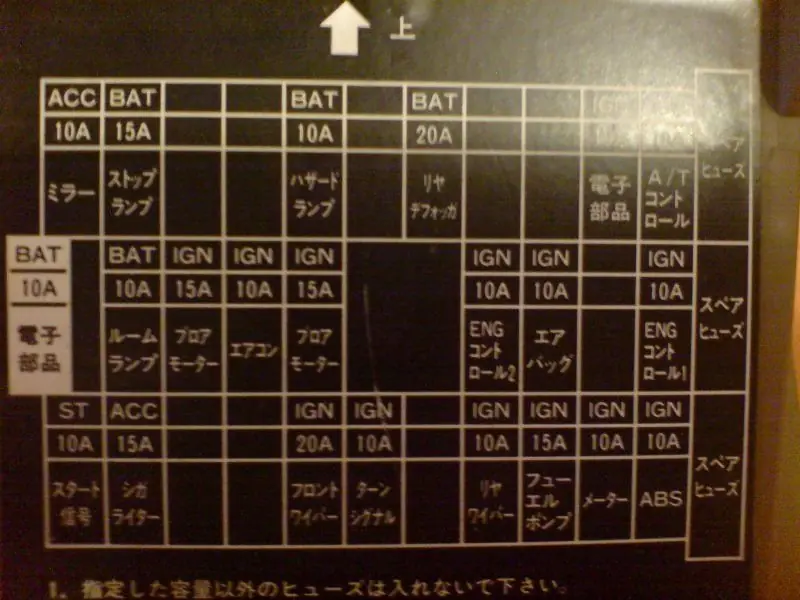 上
ACC BAT BAT BAT IGN
10A 15A 10A 20A 10A
ミラー ストップ ハザード リヤ 電子 A/T スペア
ランプ ランプ デフォッガ 部品 コント ヒューズ
ロール
BAT BAT IGN IGN IGN IGN IGN IGN
10A 10A 15A 10A 15A 10A 10A 10A スペア
電子 ルーム ブロア エアコン ブロア ENG エア ENG ヒューズ
部品 ランプ モーター モーター コント バッグ コント
ロール2 ロール1
ST ACC IGN IGN IGN IGN IGN IGN
10A 15A 20A 10A 10A 15A 10A 10A
スタート シガ フロント ターン リヤ フュー メーター ABS スペア
信号 ライター ワイパー シグナル ワイパー エル ヒューズ
ポンプ
1. 指定した容量以外のヒューズは入れないで下さい。